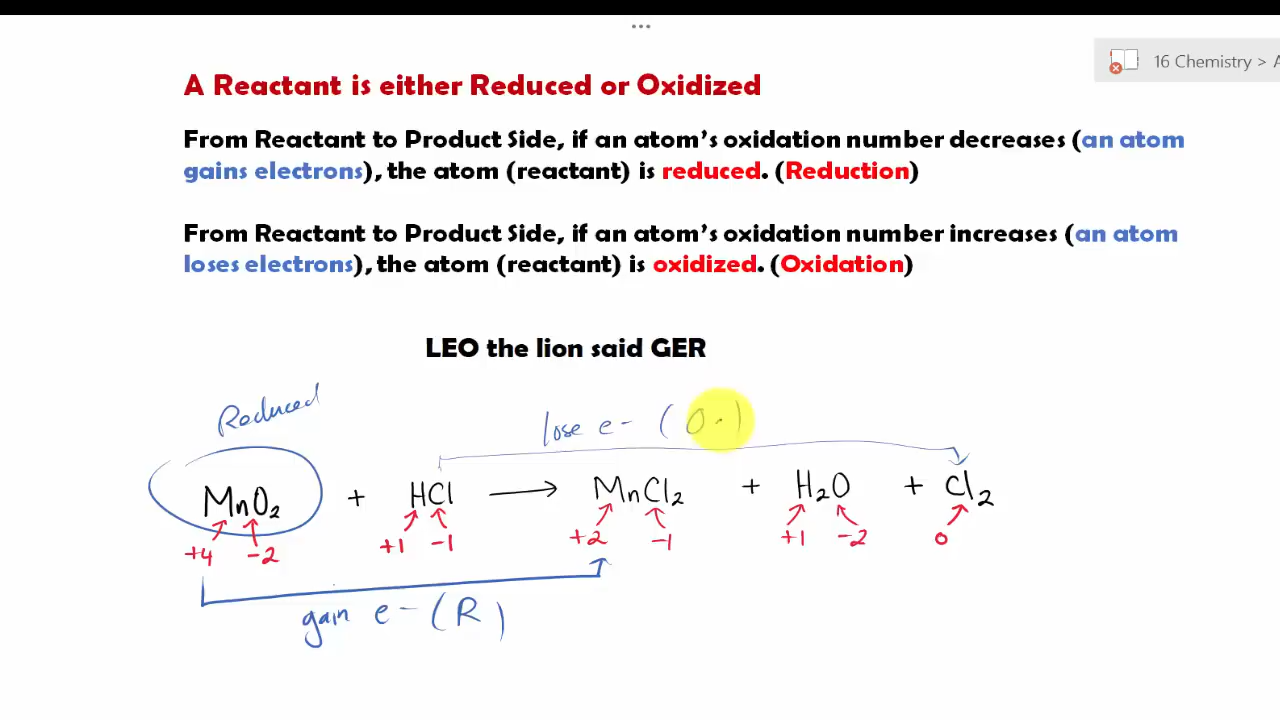 ...
16 Chemistry > A
A Reactant is either Reduced or Oxidized
From Reactant to Product Side, if an atom’s oxidation number decreases (an atom
gains electrons), the atom (reactant) is reduced. (Reduction)
From Reactant to Product Side, if an atom’s oxidation number increases (an atom
loses electrons), the atom (reactant) is oxidized. (Oxidation)
LEO the lion said GER
Reduced
lose e- (O.)
MnO₂ + HCl → MnCl₂ + H₂O + Cl₂
+4 -2 +1 -1 +2 -1 +1 -2 0
gain e- (R)